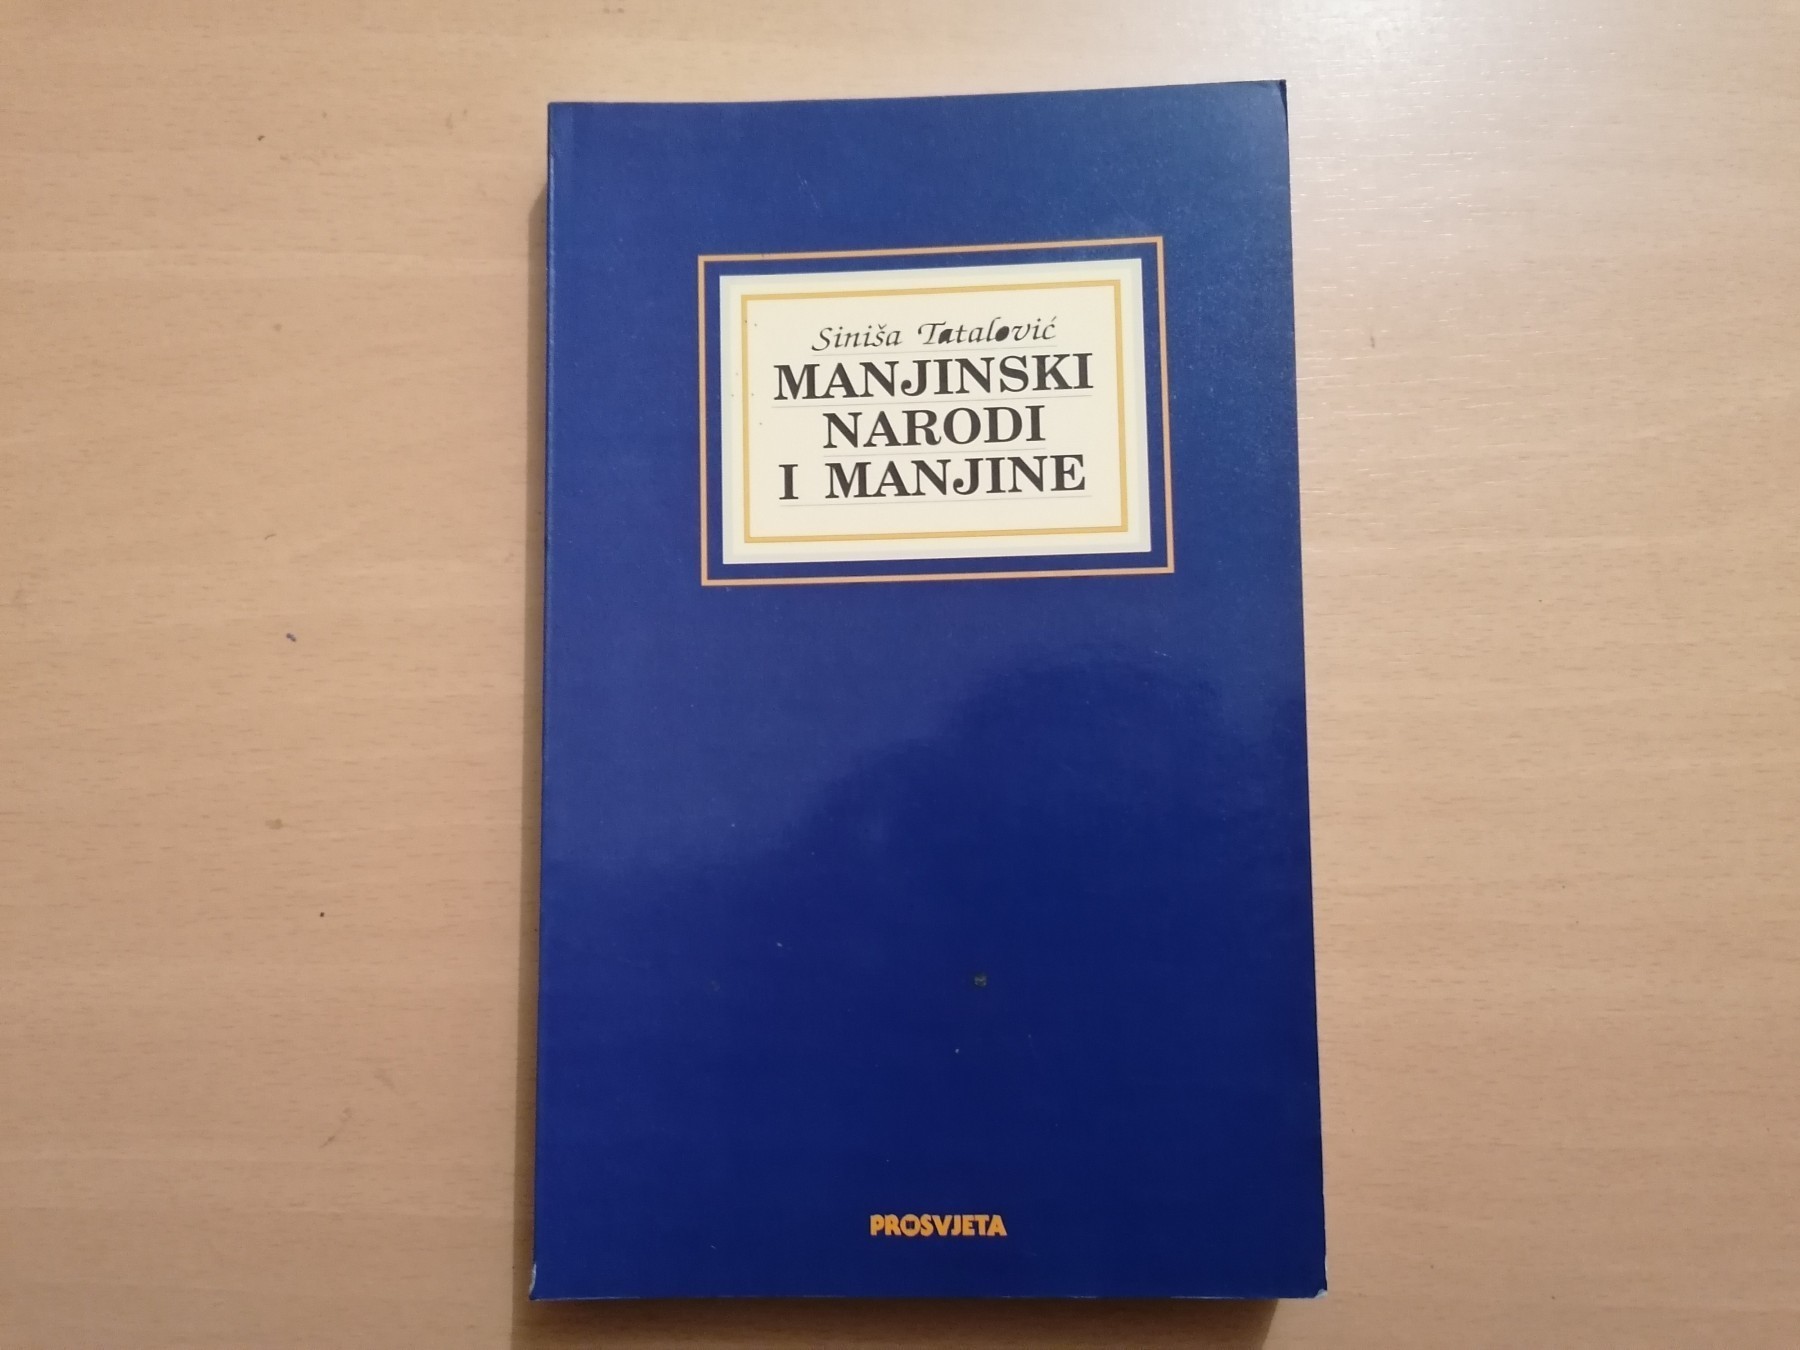 Siniša Tatalović
MANJINSKI
NARODI
I MANJINE
PROSVJETA